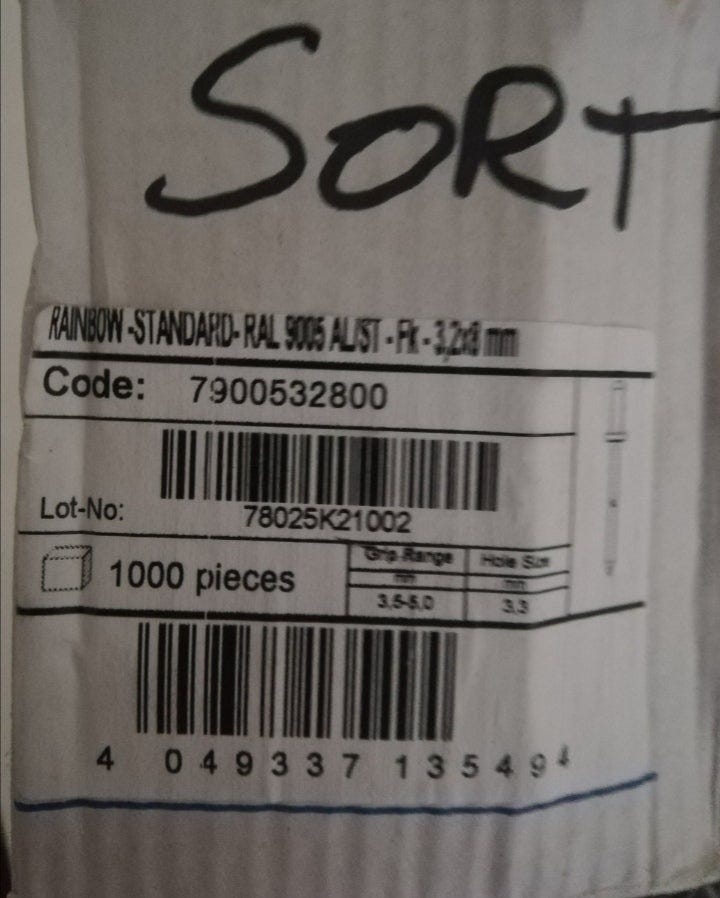 SORT
RAINBOW -STANDARD- RAL 9005 AL/ST - Fk - 3,2x8 mm
Code: 7900532800
Lot-No: 78025K21002
1000 pieces
Grip-Range Hole Size
mm mm
3,5-5,0 3,3
4 049337 135494